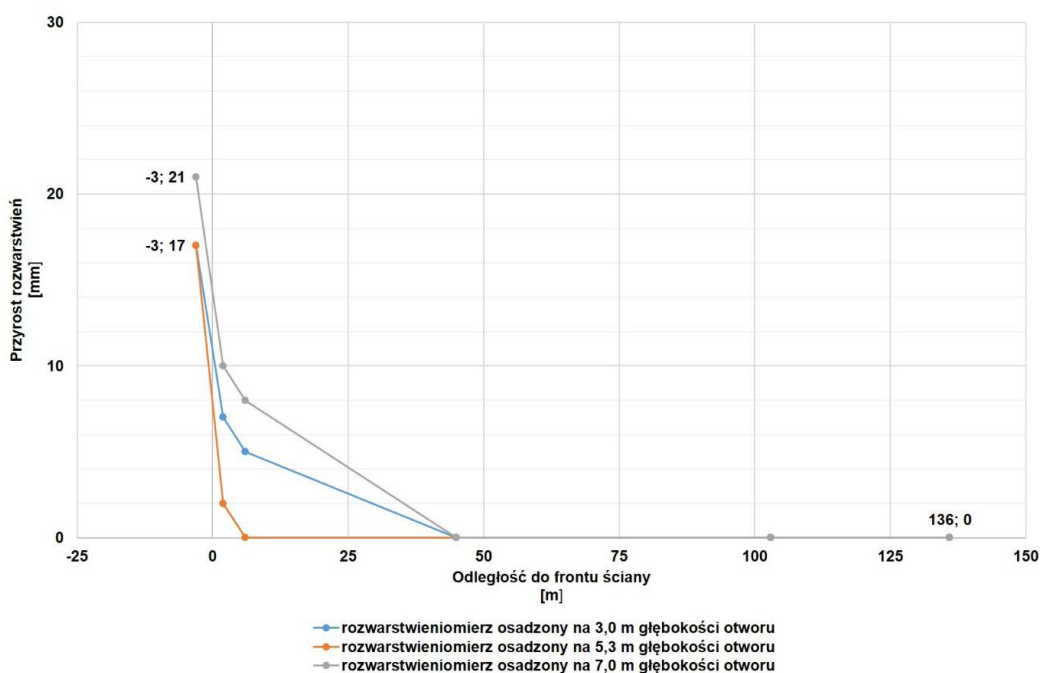 30
-3; 21
20
-3; 17
Przyrost rozwarstwień
[mm]
10
136; 0
0
-25
0
25
50
75
100
125
150
Odległość do frontu ściany
[m]
rozwarstwieniomierz osadzony na 3,0 m głębokości otworu
rozwarstwieniomierz osadzony na 5,3 m głębokości otworu
rozwarstwieniomierz osadzony na 7,0 m głębokości otworu